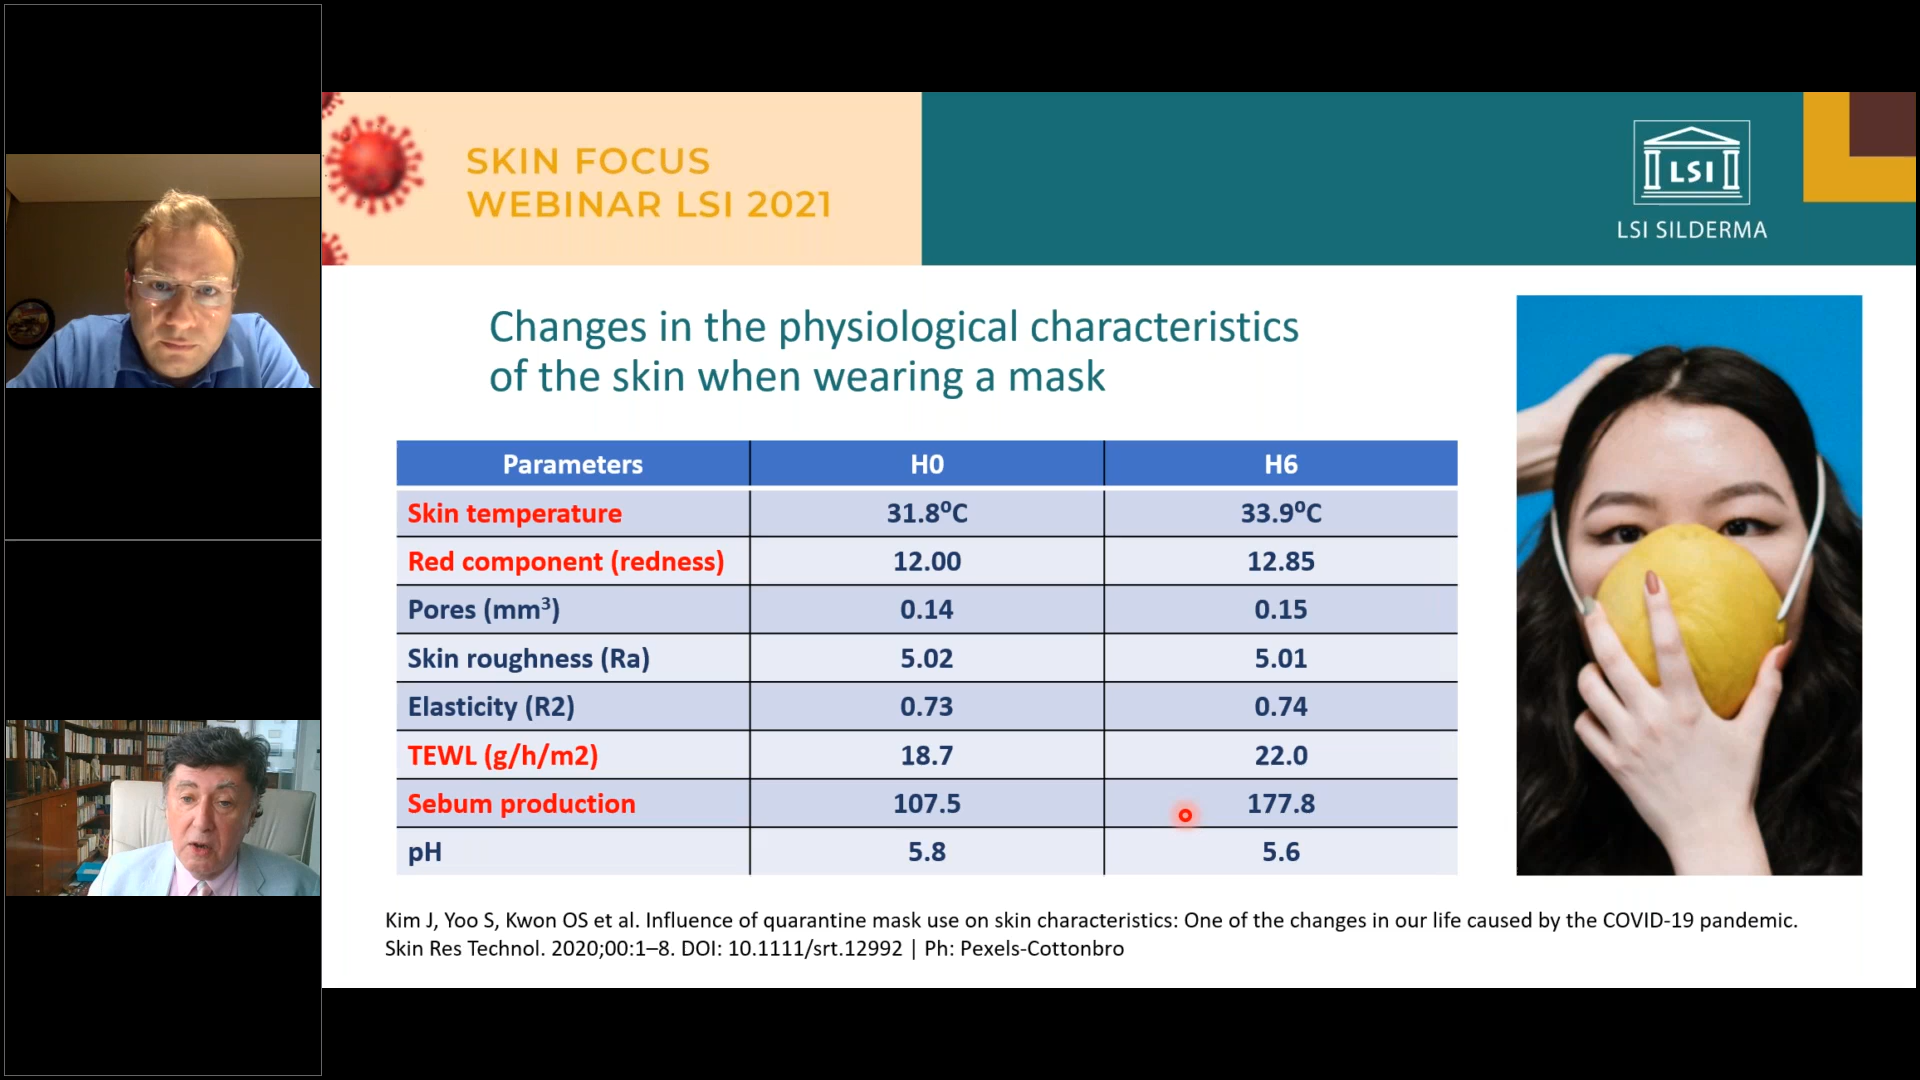 SKIN FOCUS
WEBINAR LSI 2021
LSI
LSI SILDERMA
Changes in the physiological characteristics
of the skin when wearing a mask
Parameters H0 H6
Skin temperature 31.8⁰C 33.9⁰C
Red component (redness) 12.00 12.85
Pores (mm³) 0.14 0.15
Skin roughness (Ra) 5.02 5.01
Elasticity (R2) 0.73 0.74
TEWL (g/h/m2) 18.7 22.0
Sebum production 107.5 177.8
pH 5.8 5.6
Kim J, Yoo S, Kwon OS et al. Influence of quarantine mask use on skin characteristics: One of the changes in our life caused by the COVID-19 pandemic.
Skin Res Technol. 2020;00:1–8. DOI: 10.1111/srt.12992 | Ph: Pexels-Cottonbro